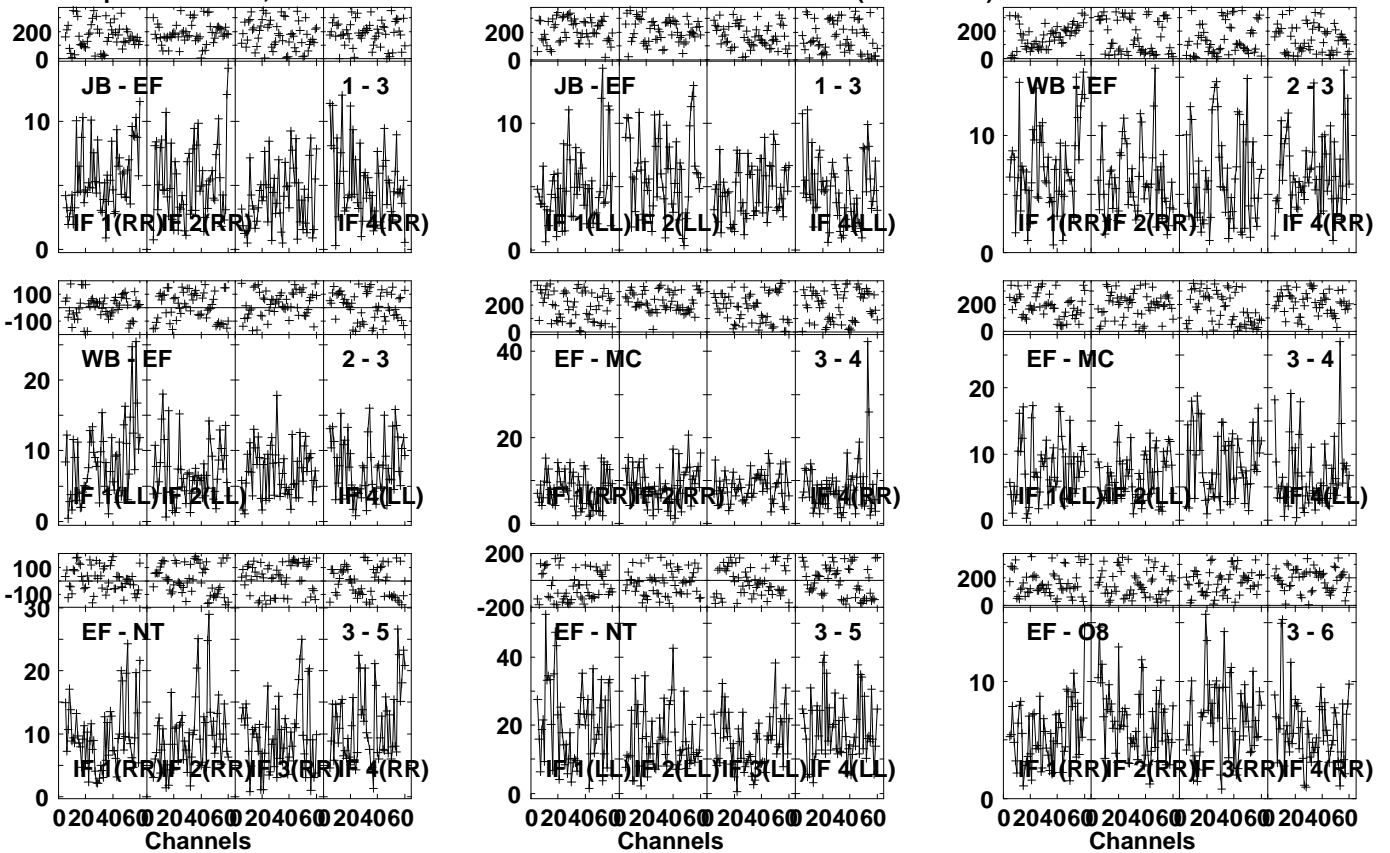 200
0
JB - EF 1 - 3
10
IF 1(RR) IF 2(RR) IF 4(RR)
0
200
0
JB - EF 1 - 3
10
IF 1(LL) IF 2(LL) IF 4(LL)
0
200
0
WB - EF 2 - 3
10
IF 1(RR) IF 2(RR) IF 4(RR)
0
100
-100
WB - EF 2 - 3
20
10
IF 1(LL) IF 2(LL) IF 4(LL)
0
200
0
40
EF - MC 3 - 4
20
IF 1(RR) IF 2(RR) IF 4(RR)
0
200
0
EF - MC 3 - 4
20
10
IF 1(LL) IF 2(LL) IF 4(LL)
0
100
-100
30
EF - NT 3 - 5
20
10
IF 1(RR) IF 2(RR) IF 3(RR) IF 4(RR)
0
0 20 40 60 0 20 40 60 0 20 40 60 0 20 40 60
Channels
200
-200
EF - NT 3 - 5
40
20
IF 1(LL) IF 2(LL) IF 3(LL) IF 4(LL)
0
0 20 40 60 0 20 40 60 0 20 40 60 0 20 40 60
Channels
200
0
EF - O8 3 - 6
10
IF 1(RR) IF 2(RR) IF 3(RR) IF 4(RR)
0
0 20 40 60 0 20 40 60 0 20 40 60 0 20 40 60
Channels